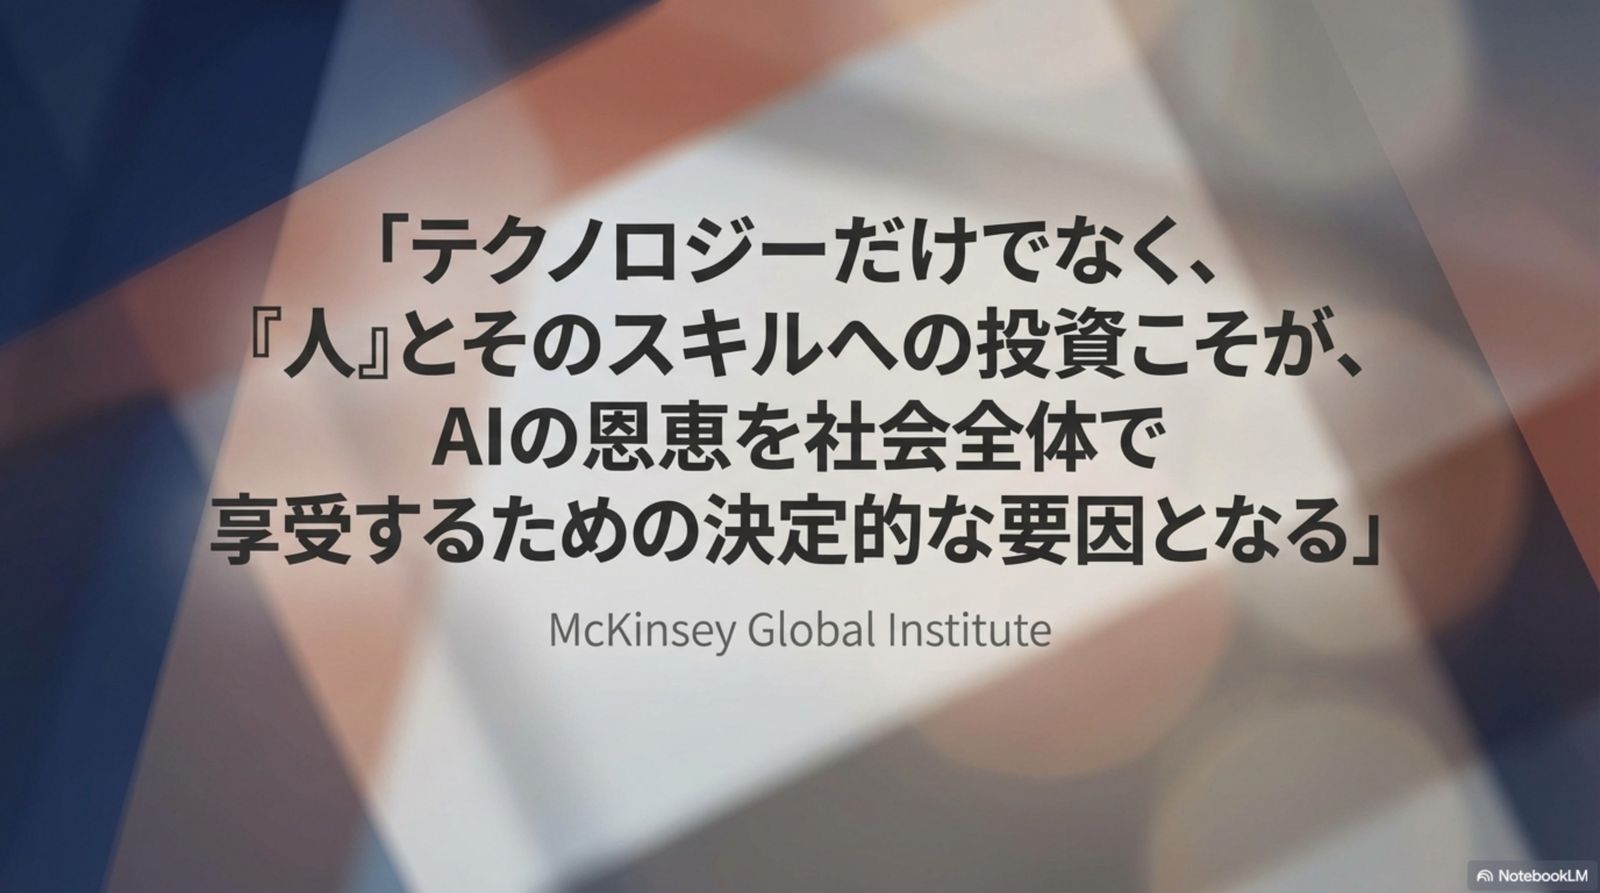 「テクノロジーだけでなく、
『人』とそのスキルへの投資こそが、
AIの恩恵を社会全体で
享受するための決定的な要因となる」
McKinsey Global Institute
NotebookLM